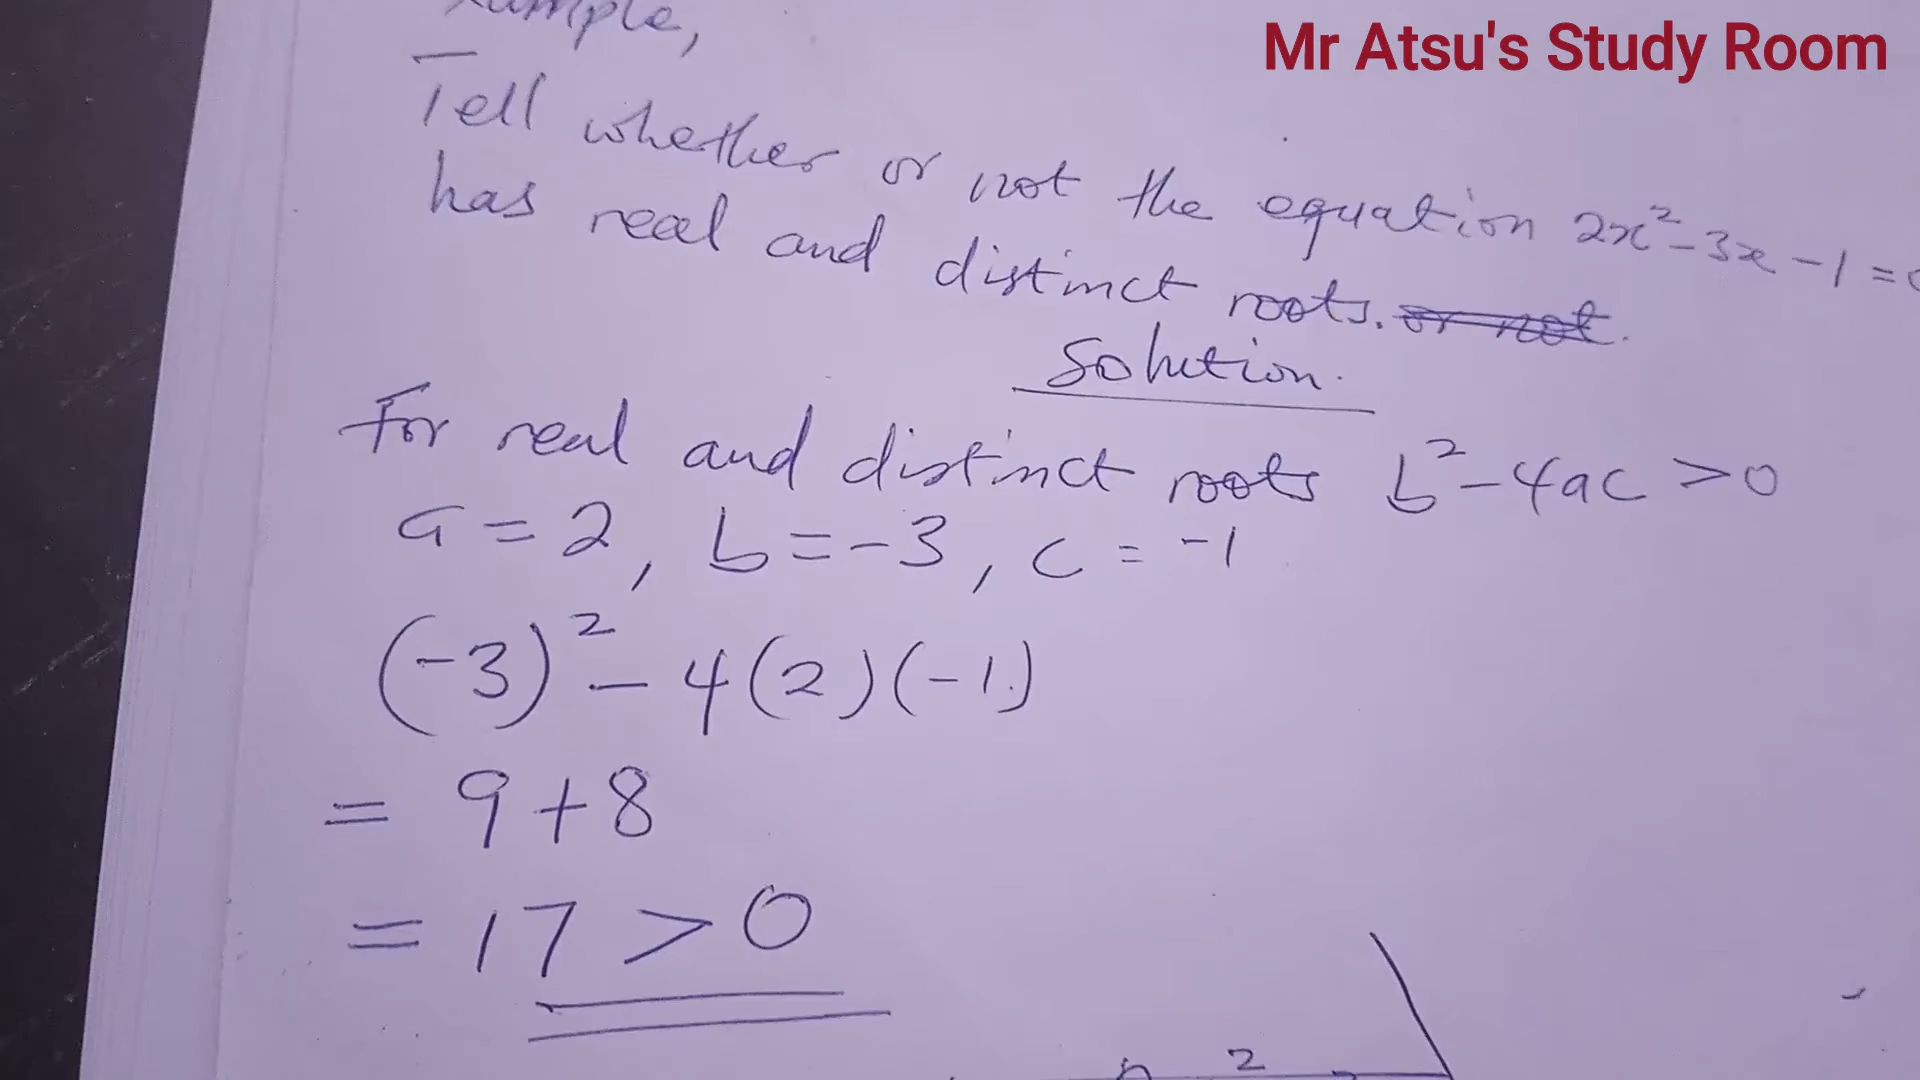 Mr Atsu's Study Room
Tell whether or not the equation 2x² - 3x - 1 =
has real and distinct roots. or not.
Solution.
For real and distinct roots b² - 4ac > 0
a = 2, b = -3, c = -1
(-3)² - 4(2)(-1)
= 9 + 8
= 17 > 0
2